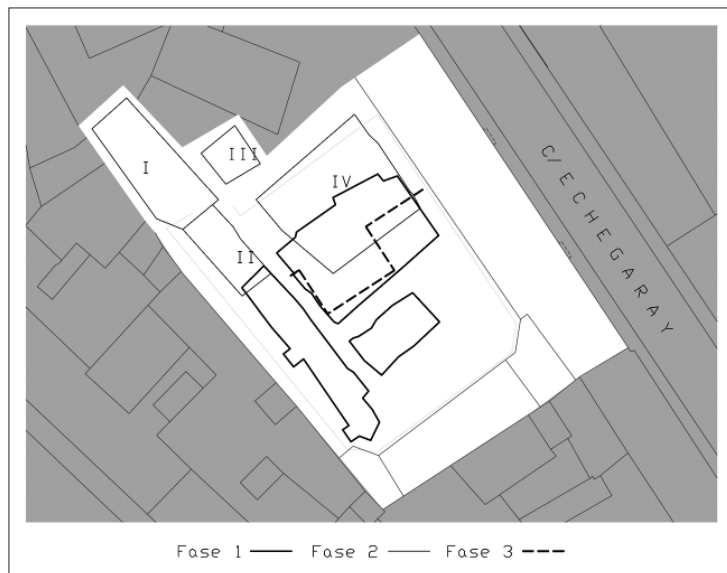 I
III
IV
II
C/ECHEGARAY
Fase 1
Fase 2
Fase 3